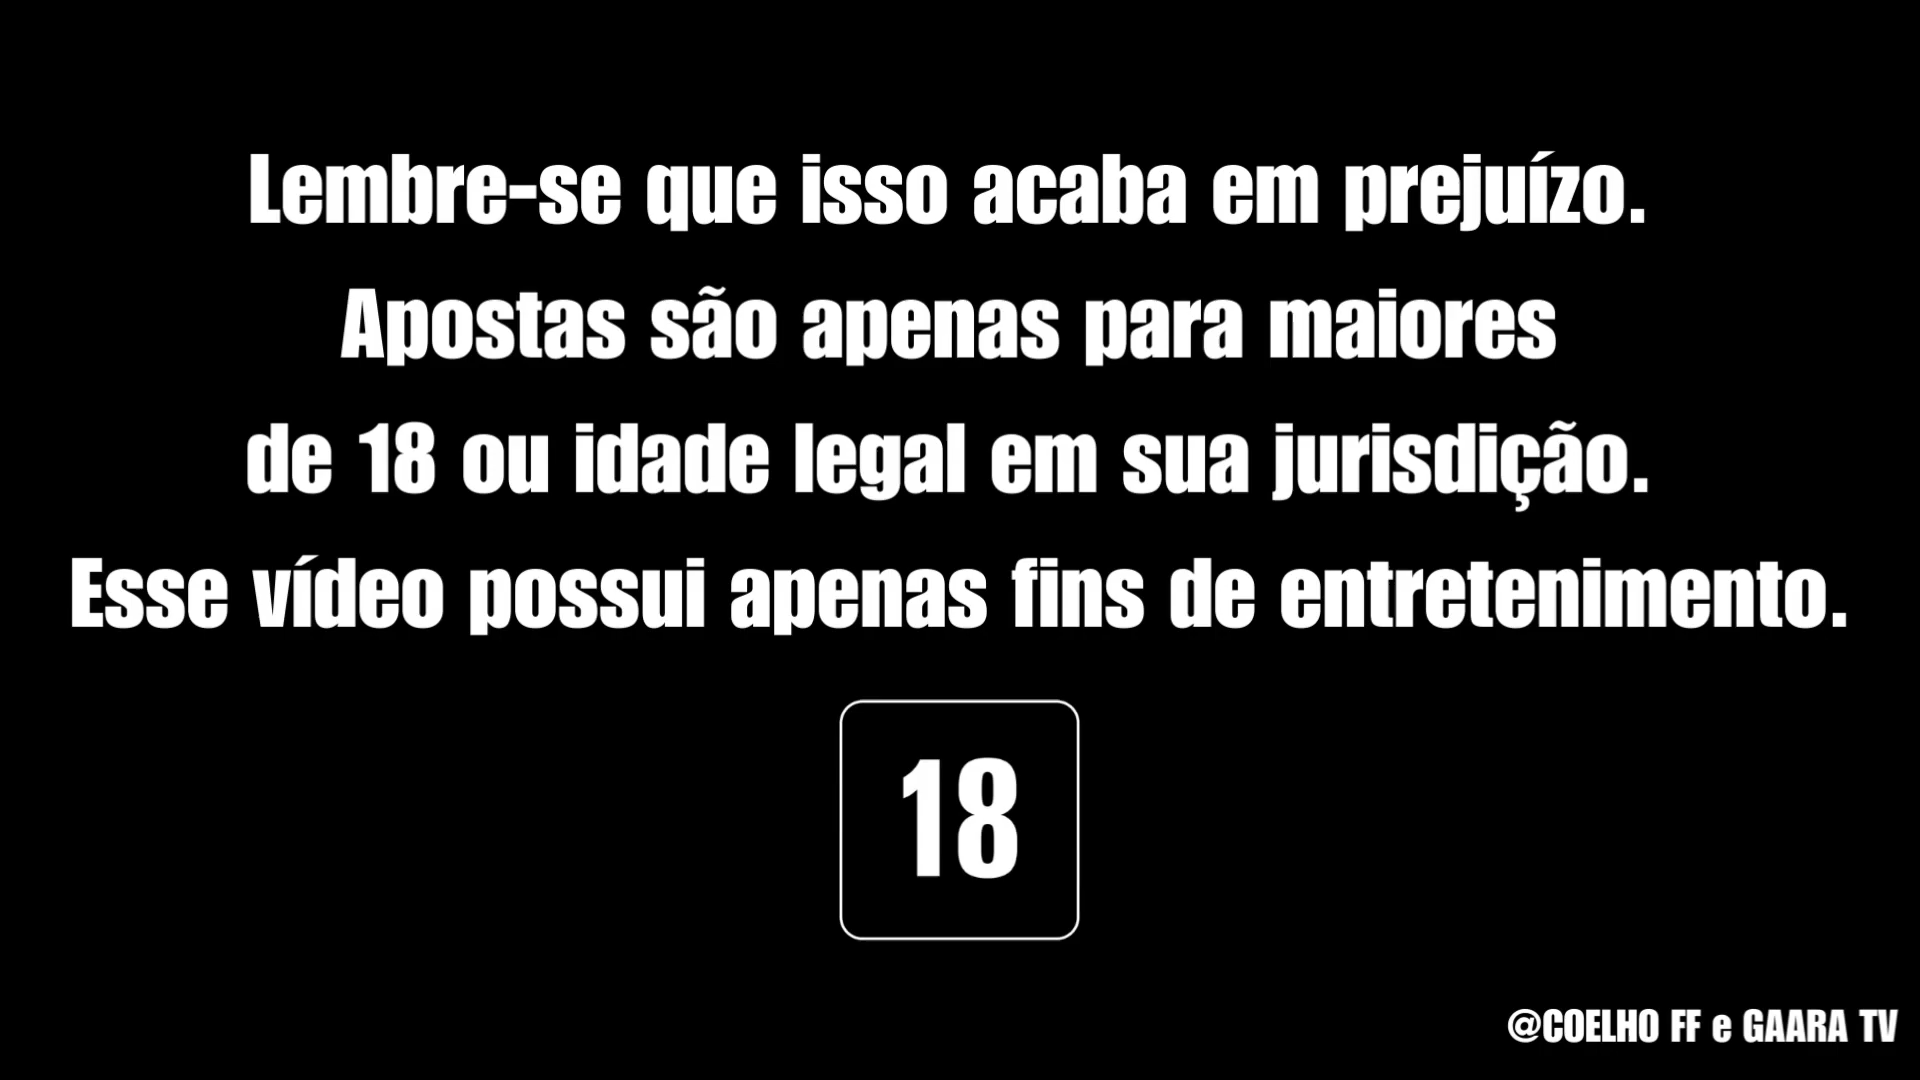 Lembre-se que isso acaba em prejuízo.
Apostas são apenas para maiores
de 18 ou idade legal em sua jurisdição.
Esse vídeo possui apenas fins de entretenimento.
18
@COELHO FF e GAARA TV